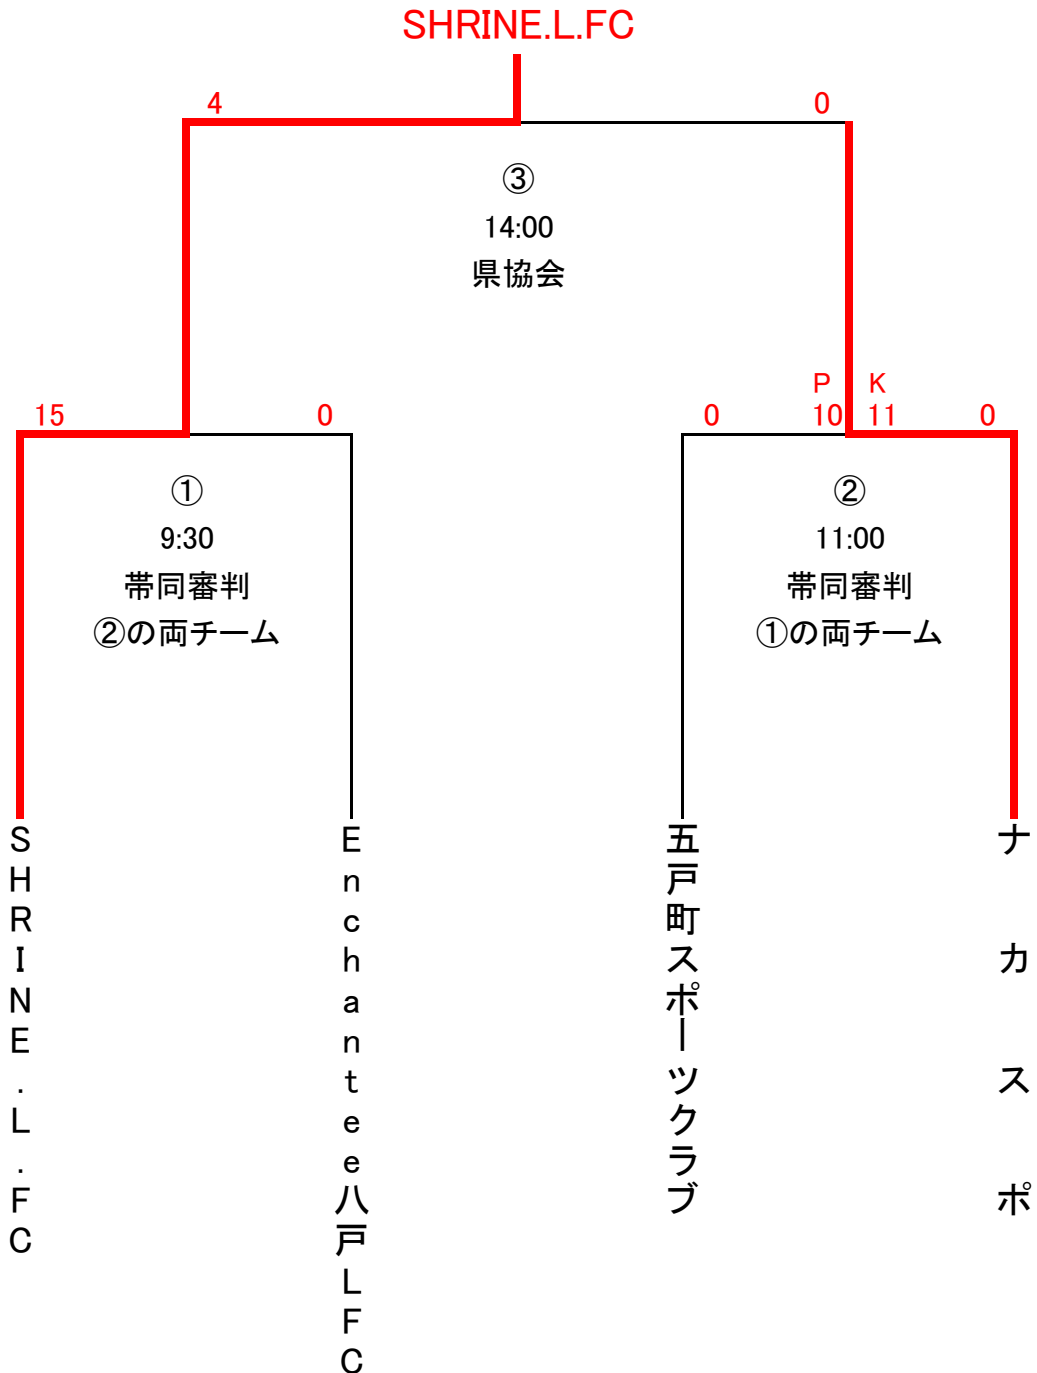 SHRINE.L.FC
4
0
③
14:00
県協会
P K
15
0
0
10
11
0
①
9:30
帯同審判
②の両チーム
②
11:00
帯同審判
①の両チーム
SHRINE.L.FC
Enchantee八戸LFC
五戸町スポーツクラブ
ナカスポ